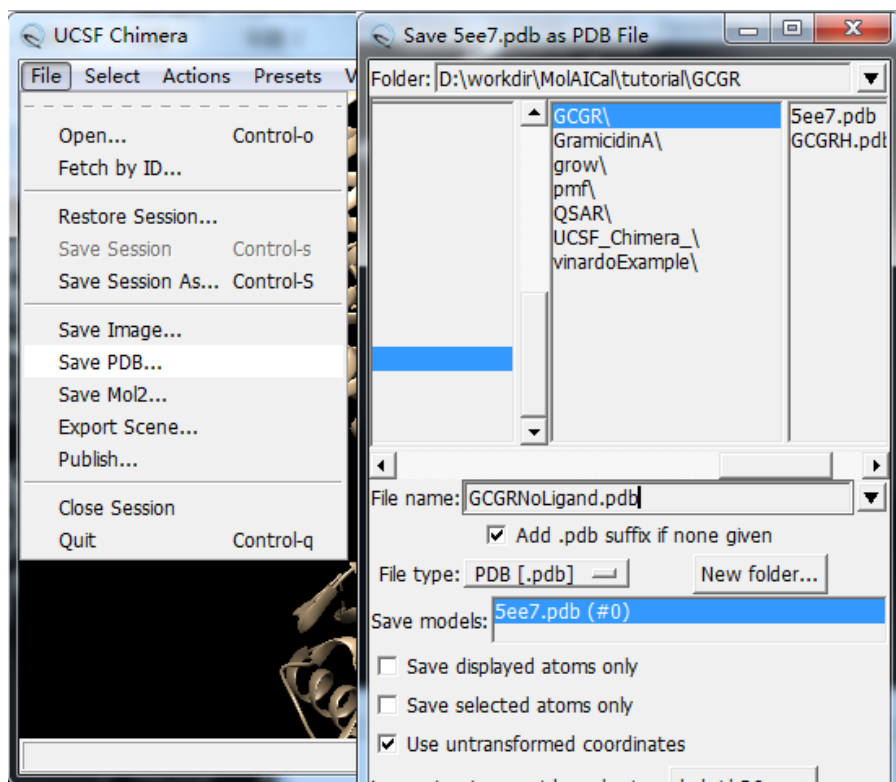 UCSF Chimera
File Select Actions Presets
Open... Control-o
Fetch by ID...
Restore Session...
Save Session Control-s
Save Session As... Control-S
Save Image...
Save PDB...
Save Mol2...
Export Scene...
Publish...
Close Session
Quit Control-q
Save 5ee7.pdb as PDB File
Folder: D:\workdir\MolAICal\tutorial\GCGR
GCGR\
GramicidinA\
grow\
pmf\
QSAR\
UCSF_Chimera_\
vinardoExample\
5ee7.pdb
GCGRH.pdb
File name: GCGRNoLigand.pdb
Add .pdb suffix if none given
File type: PDB [.pdb]
New folder...
Save models: 5ee7.pdb (#0)
Save displayed atoms only
Save selected atoms only
Use untransformed coordinates